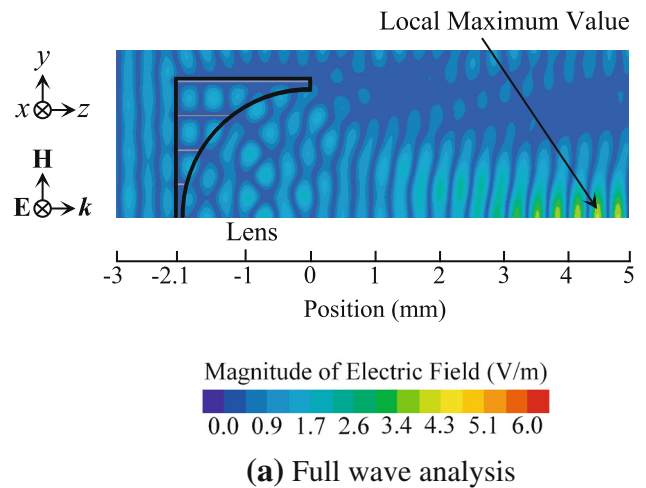 Local Maximum Value
y
x z
H
E k
Lens
-3 -2.1 -1 0 1 2 3 4 5
Position (mm)
Magnitude of Electric Field (V/m)
0.0 0.9 1.7 2.6 3.4 4.3 5.1 6.0
(a) Full wave analysis